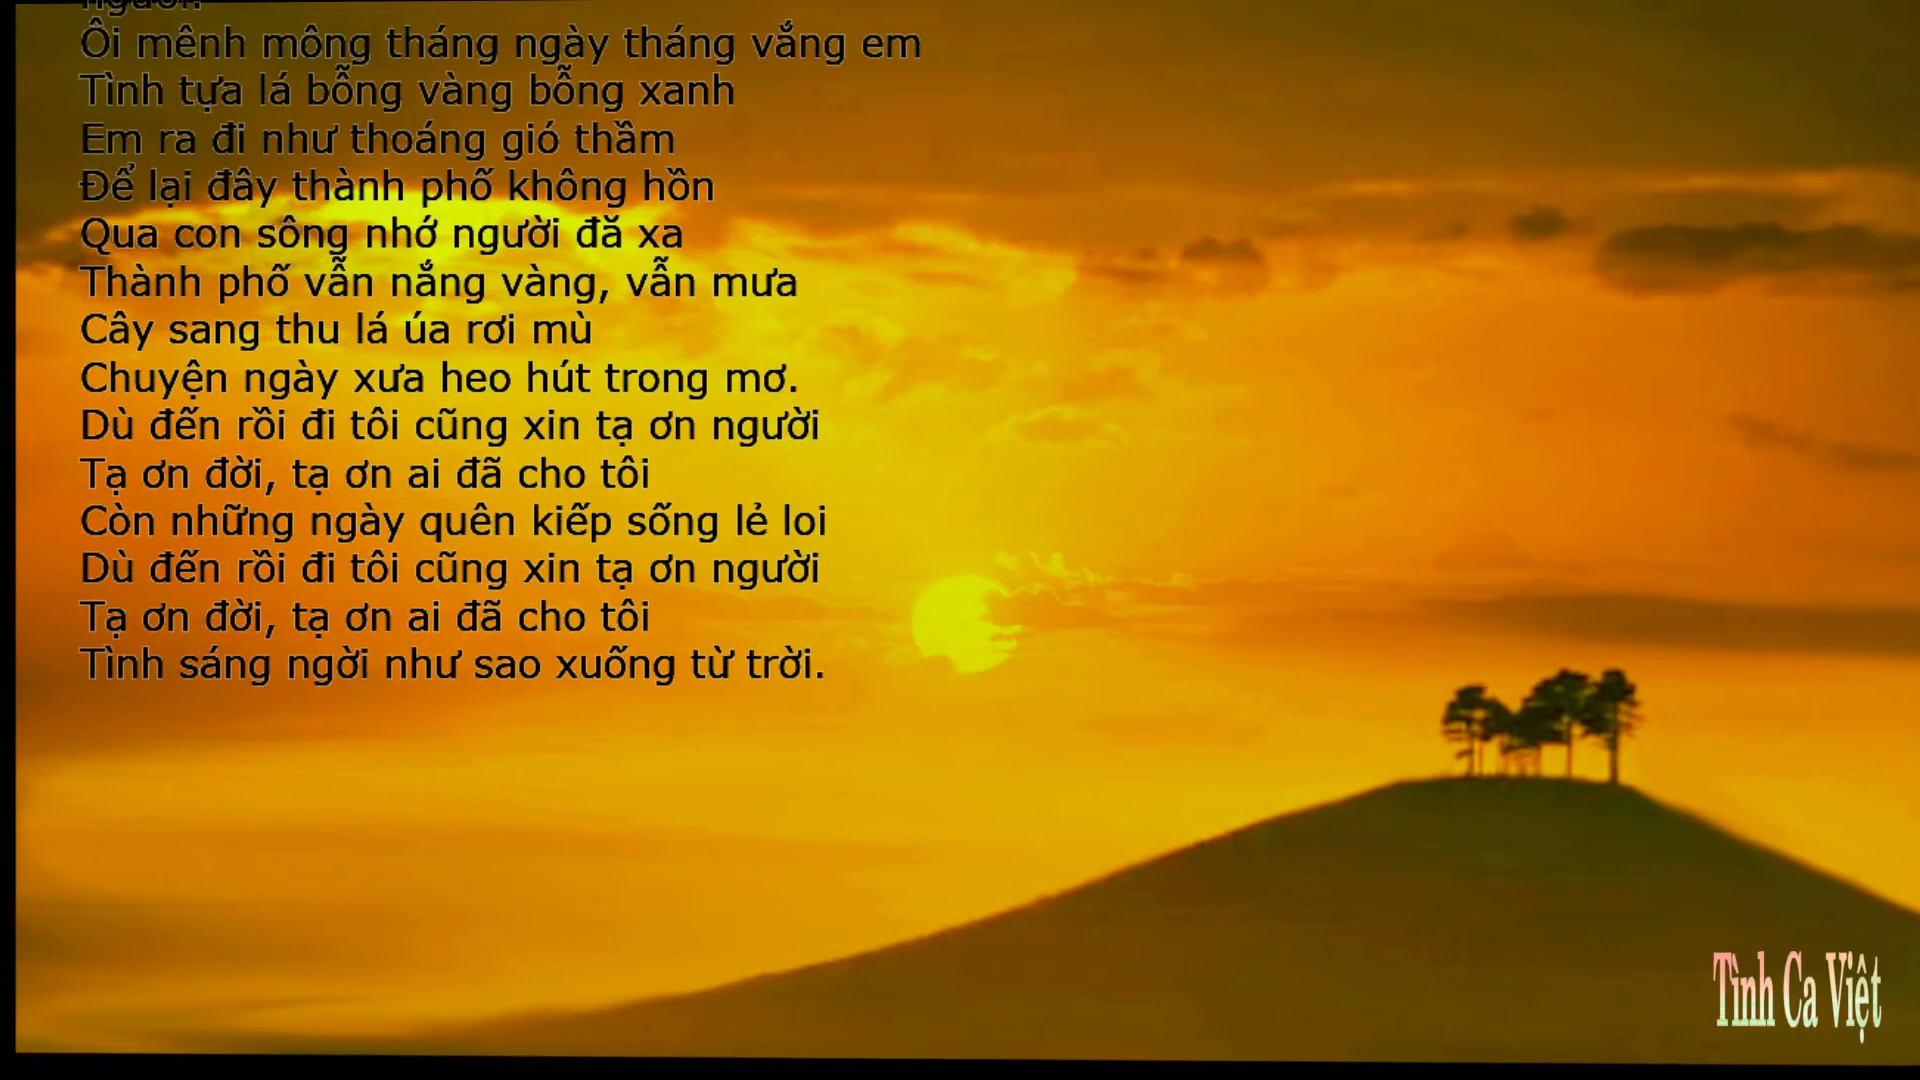 người.
Ôi mênh mông tháng ngày tháng vắng em
Tình tựa lá bỗng vàng bỗng xanh
Em ra đi như thoáng gió thầm
Để lại đây thành phố không hồn
Qua con sông nhớ người đă xa
Thành phố vẫn nắng vàng, vẫn mưa
Cây sang thu lá úa rơi mù
Chuyện ngày xưa heo hút trong mơ.
Dù đến rồi đi tôi cũng xin tạ ơn người
Tạ ơn đời, tạ ơn ai đã cho tôi
Còn những ngày quên kiếp sống lẻ loi
Dù đến rồi đi tôi cũng xin tạ ơn người
Tạ ơn đời, tạ ơn ai đã cho tôi
Tình sáng ngời như sao xuống từ trời.
Tình Ca Việt